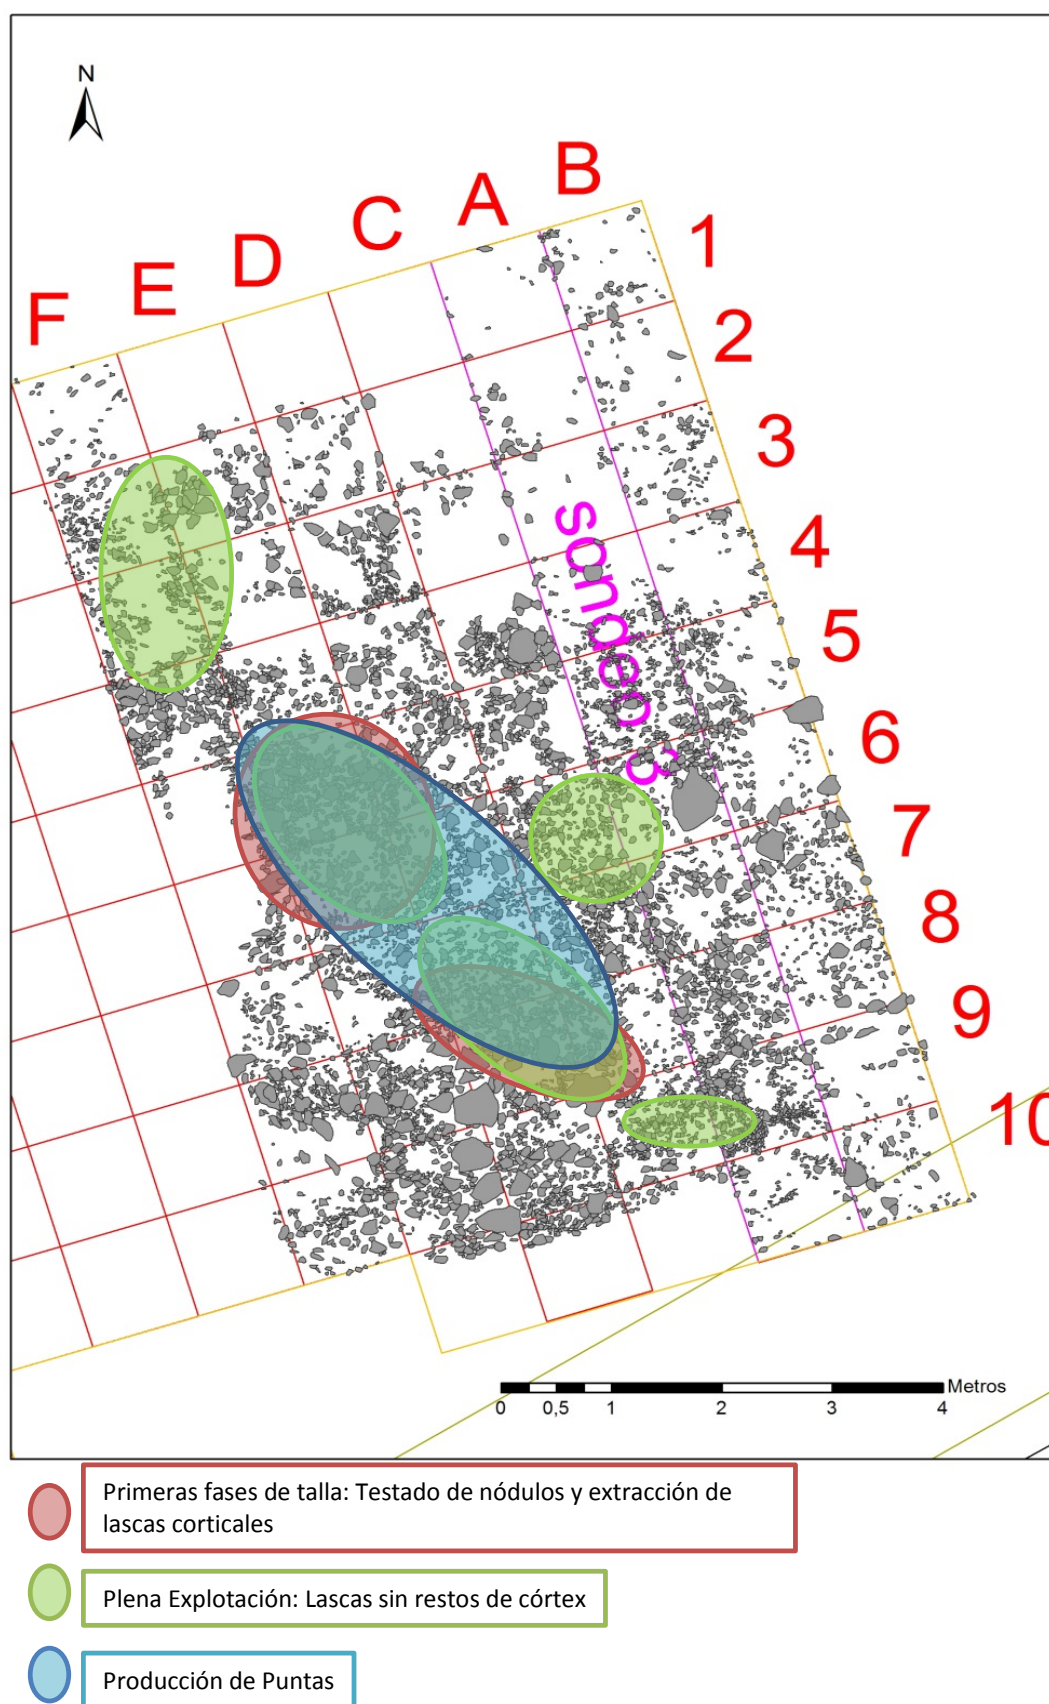 N
B
A
C
D
E
F
1
2
3
4
5
6
7
8
9
10
sondeo 3
Metros
0 0,5 1 2 3 4
Primeras fases de talla: Testado de nódulos y extracción de
lascas corticales
Plena Explotación: Lascas sin restos de córtex
Producción de Puntas